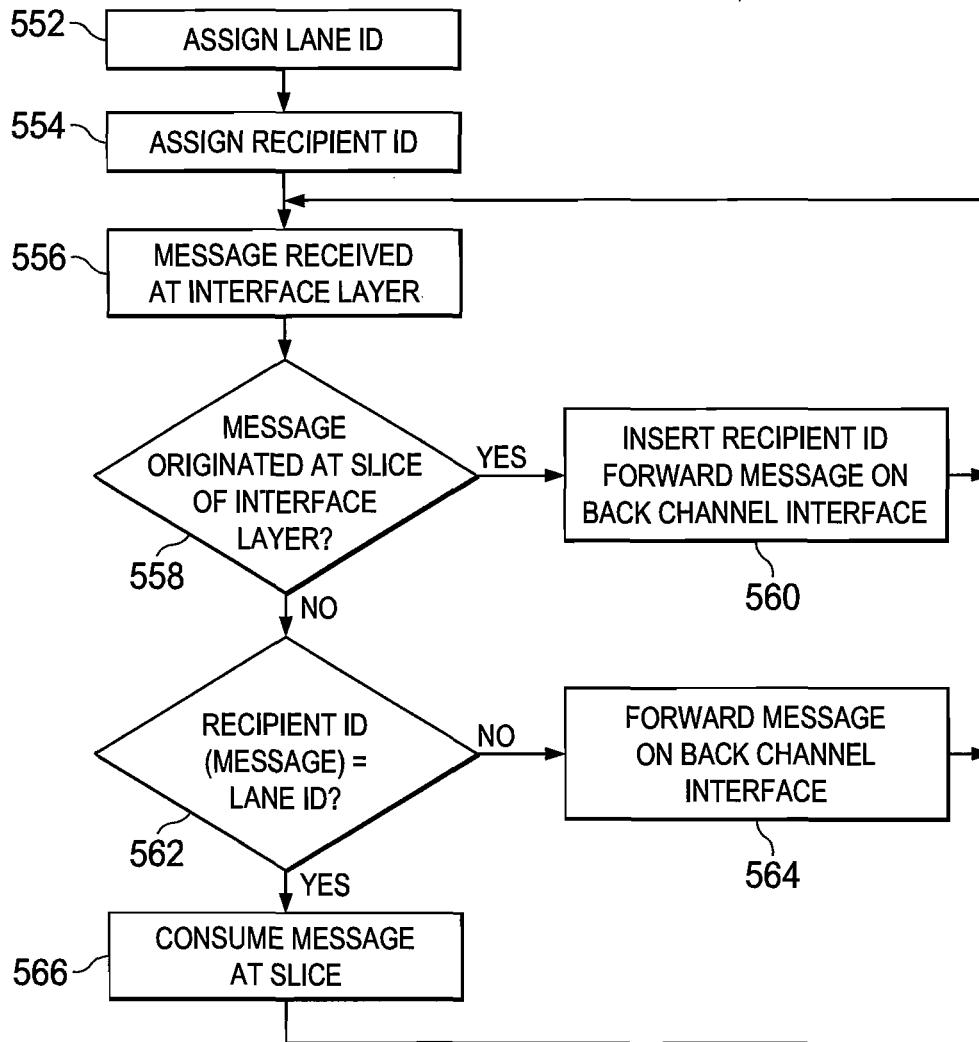 552
ASSIGN LANE ID
554
ASSIGN RECIPIENT ID
556
MESSAGE RECEIVED
AT INTERFACE LAYER
MESSAGE
ORIGINATED AT SLICE
OF INTERFACE
LAYER?
558
YES
INSERT RECIPIENT ID
FORWARD MESSAGE ON
BACK CHANNEL INTERFACE
560
NO
RECIPIENT ID
(MESSAGE) =
LANE ID?
562
NO
FORWARD MESSAGE
ON BACK CHANNEL
INTERFACE
564
YES
566
CONSUME MESSAGE
AT SLICE